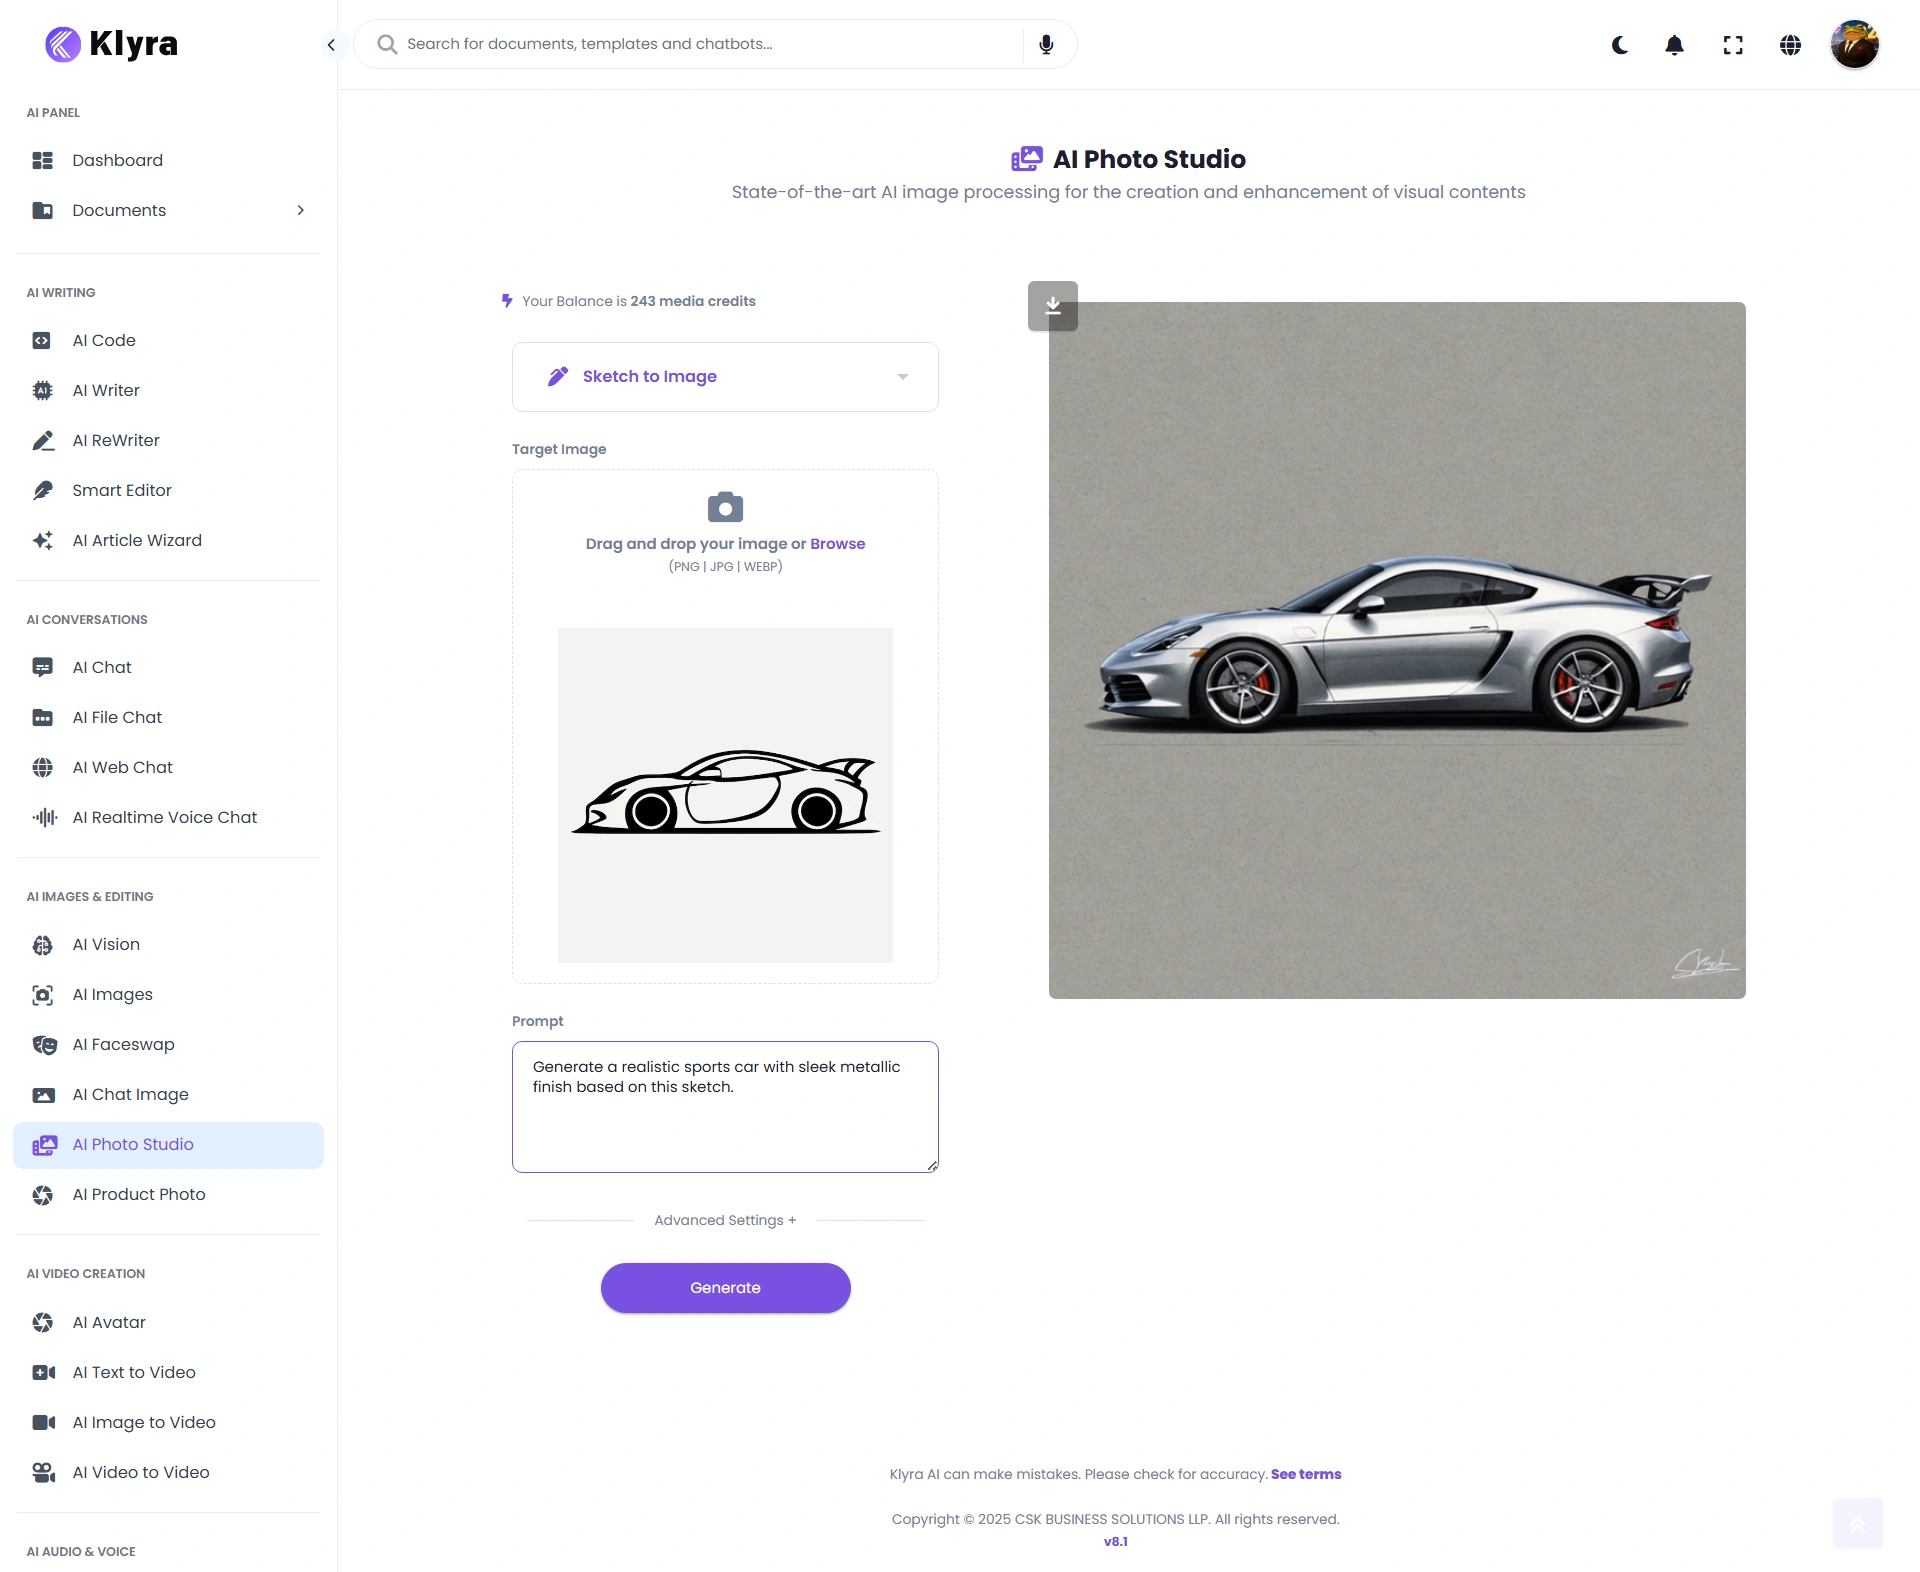 Klyra
Search for documents, templates and chatbots...
AI PANEL
Dashboard
Documents
AI WRITING
AI Code
AI Writer
AI ReWriter
Smart Editor
AI Article Wizard
AI CONVERSATIONS
AI Chat
AI File Chat
AI Web Chat
AI Realtime Voice Chat
AI IMAGES & EDITING
AI Vision
AI Images
AI Faceswap
AI Chat Image
AI Photo Studio
AI Product Photo
AI VIDEO CREATION
AI Avatar
AI Text to Video
AI Image to Video
AI Video to Video
AI AUDIO & VOICE
AI Photo Studio
State-of-the-art AI image processing for the creation and enhancement of visual contents
Your Balance is 243 media credits
Sketch to Image
Target Image
Drag and drop your image or Browse
(PNG | JPG | WEBP)
Prompt
Generate a realistic sports car with sleek metallic
finish based on this sketch.
Advanced Settings +
Generate
Klyra AI can make mistakes. Please check for accuracy. See terms
Copyright © 2025 CSK BUSINESS SOLUTIONS LLP. All rights reserved.
v8.1